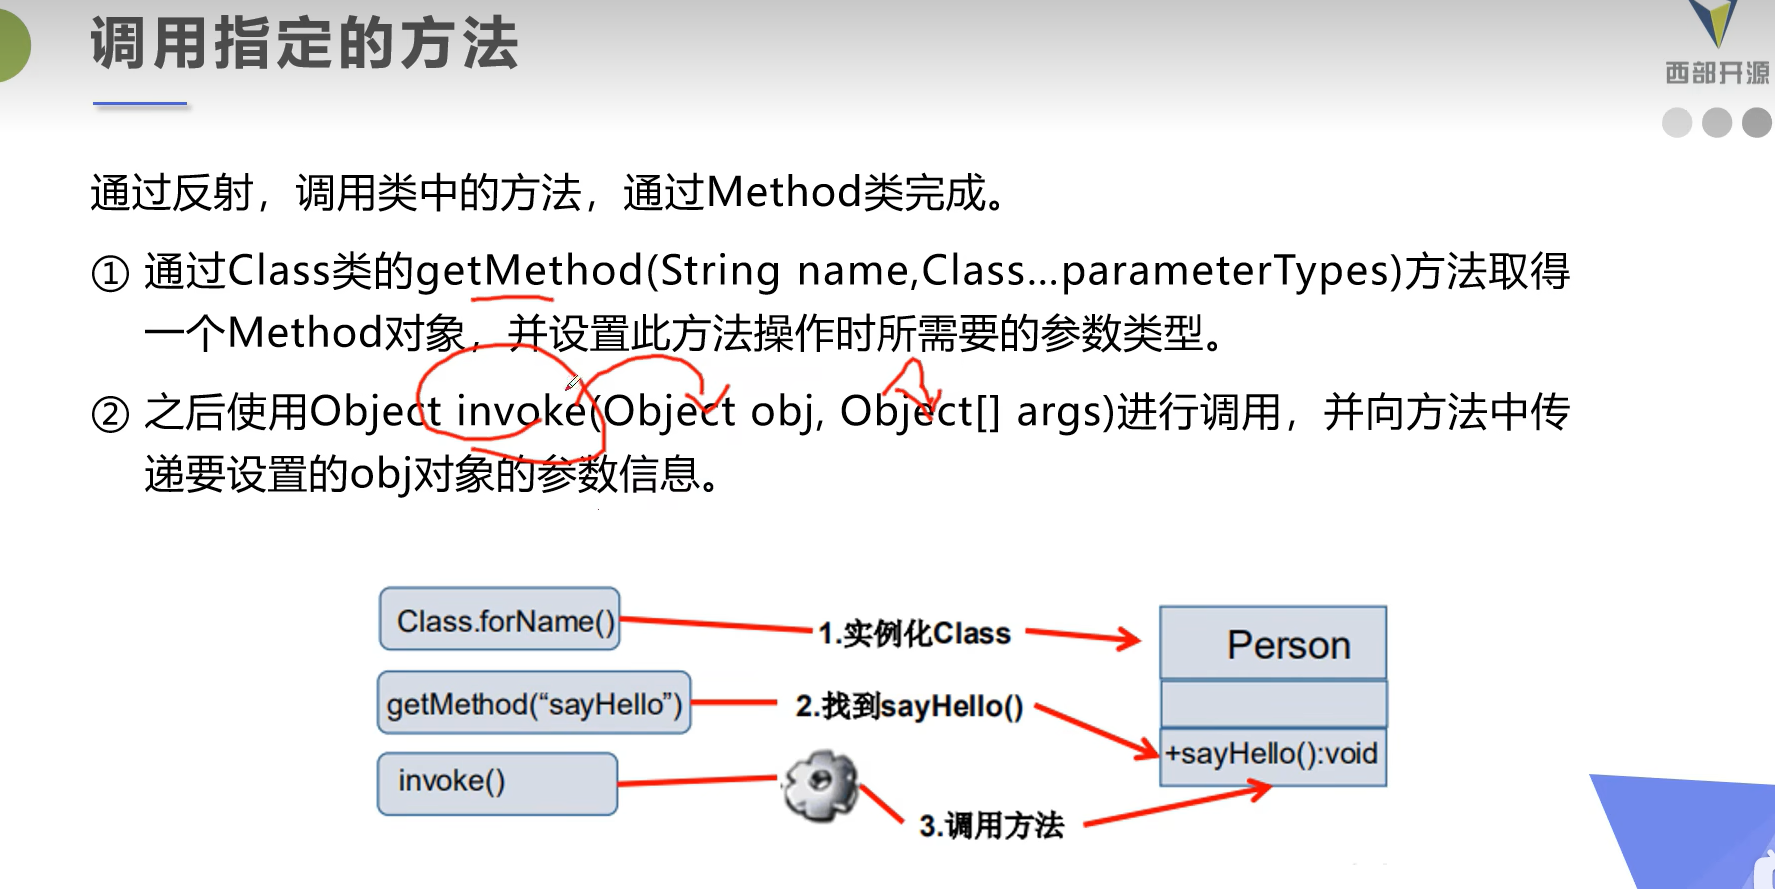 调用指定的方法
西部开源
通过反射，调用类中的方法，通过Method类完成。
① 通过Class类的getMethod(String name,Class…parameterTypes)方法取得
一个Method对象，并设置此方法操作时所需要的参数类型。
② 之后使用Object invoke(Object obj, Object[] args)进行调用，并向方法中传
递要设置的obj对象的参数信息。
Class.forName()
1.实例化Class
Person
getMethod(“sayHello”)
2.找到sayHello()
+sayHello():void
invoke()
3.调用方法